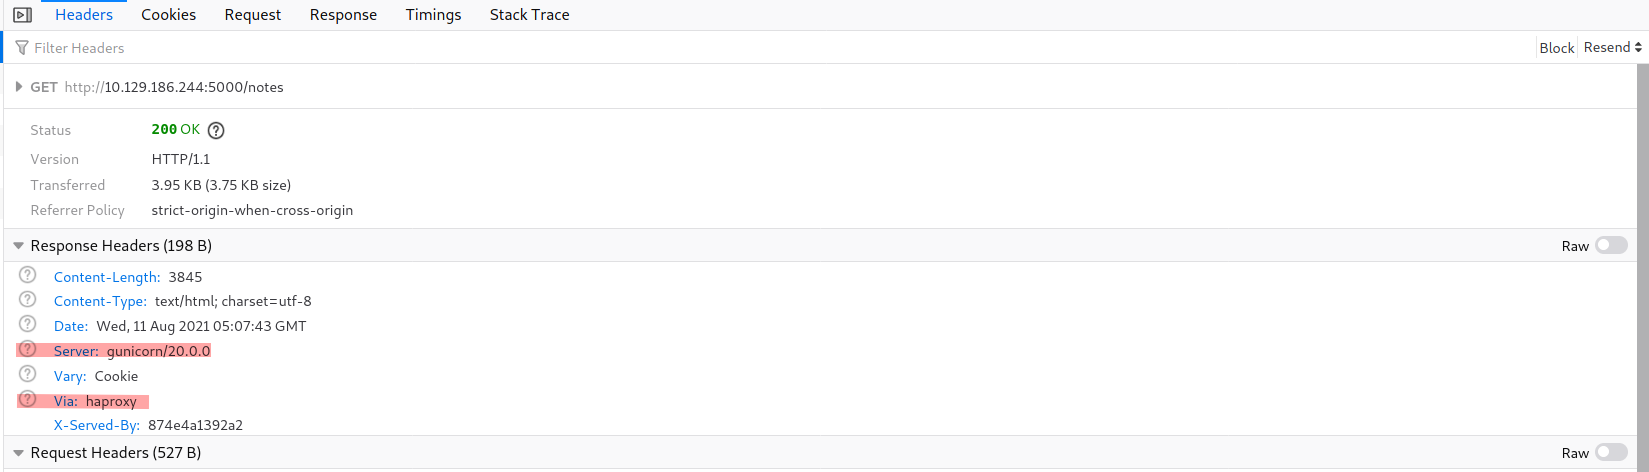 Headers Cookies Request Response Timings Stack Trace
Filter Headers Block Resend
GET http://10.129.186.244:5000/notes
Status 200 OK ?
Version HTTP/1.1
Transferred 3.95 KB (3.75 KB size)
Referrer Policy strict-origin-when-cross-origin
Response Headers (198 B) Raw
? Content-Length: 3845
? Content-Type: text/html; charset=utf-8
? Date: Wed, 11 Aug 2021 05:07:43 GMT
? Server: gunicorn/20.0.0
? Vary: Cookie
? Via: haproxy
X-Served-By: 874e4a1392a2
Request Headers (527 B) Raw